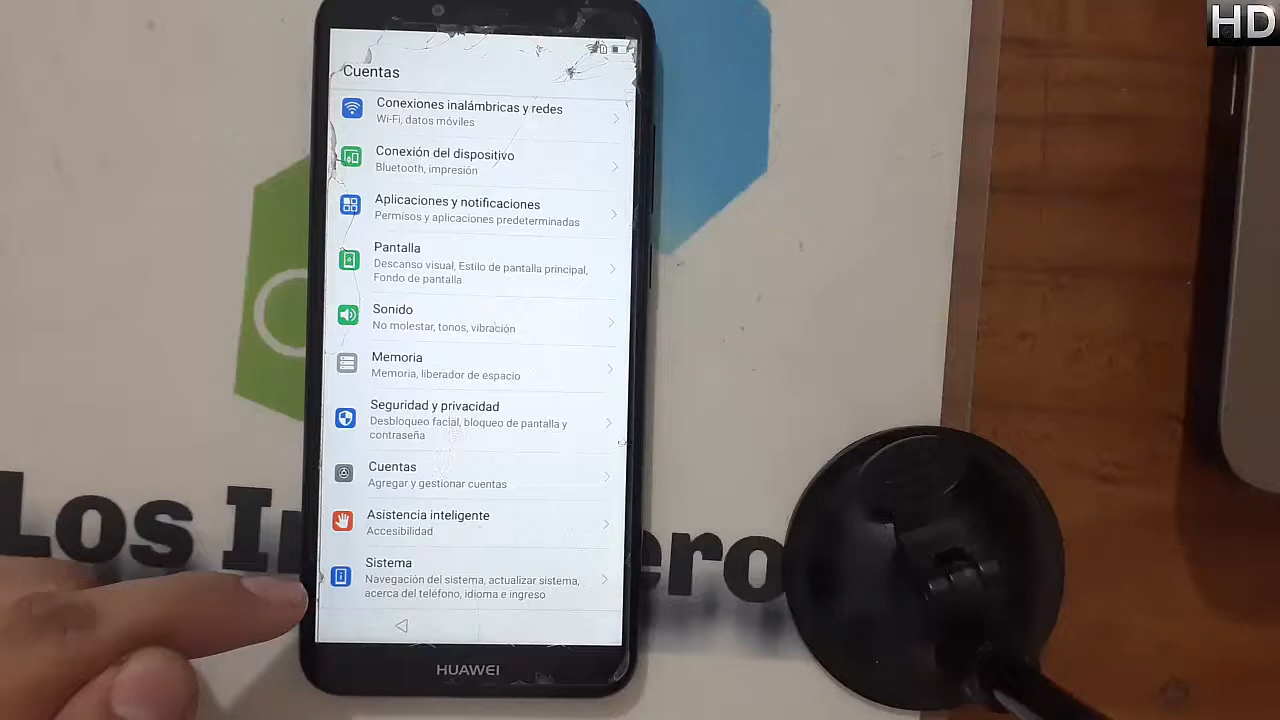 HD
Cuentas
Conexiones inalámbricas y redes
Wi-Fi, datos móviles
Conexión del dispositivo
Bluetooth, impresión
Aplicaciones y notificaciones
Permisos y aplicaciones predeterminadas
Pantalla
Descanso visual, Estilo de pantalla principal,
Fondo de pantalla
Sonido
No molestar, tonos, vibración
Memoria
Memoria, liberador de espacio
Seguridad y privacidad
Desbloqueo facial, bloqueo de pantalla y
contraseña
Cuentas
Agregar y gestionar cuentas
Asistencia inteligente
Accesibilidad
Sistema
Navegación del sistema, actualizar sistema,
acerca del teléfono, idioma e ingreso
HUAWEI
Los